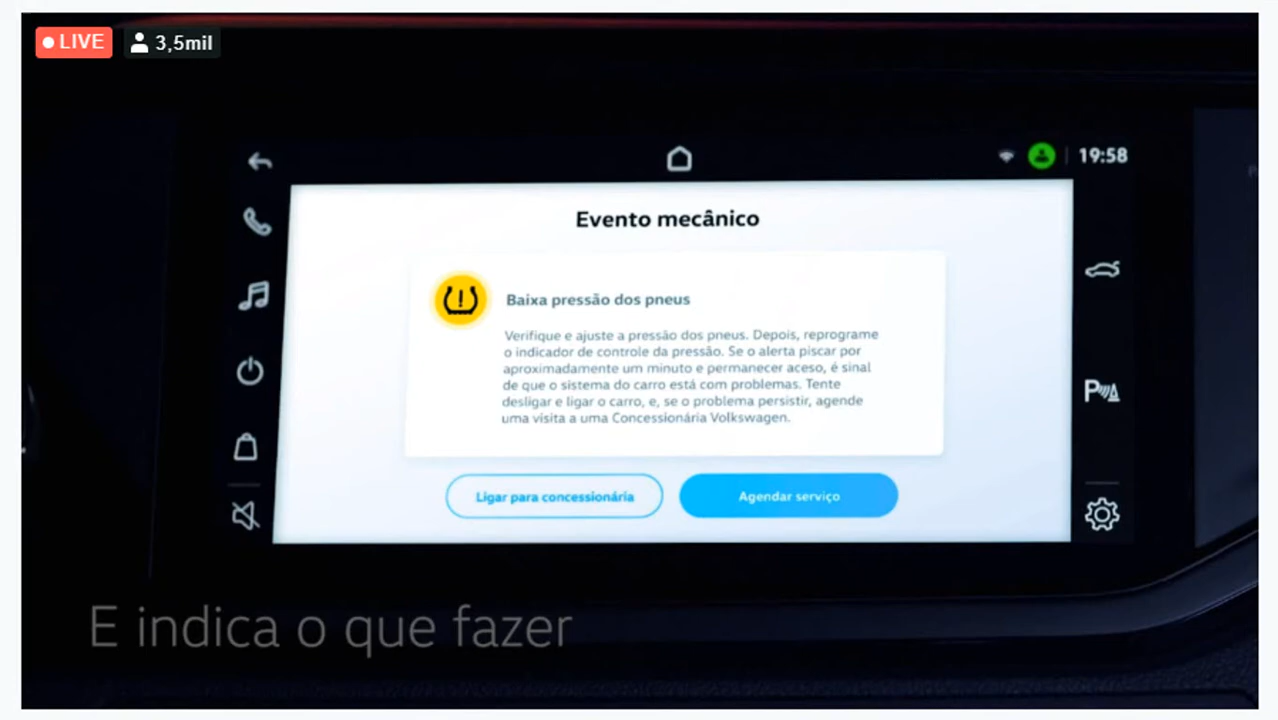 LIVE
3,5mil
19:58
Evento mecânico
Baixa pressão dos pneus
Verifique e ajuste a pressão dos pneus. Depois, reprograme
o indicador de controle da pressão. Se o alerta piscar por
aproximadamente um minuto e permanecer aceso, é sinal
de que o sistema do carro está com problemas. Tente
desligar e ligar o carro, e, se o problema persistir, agende
uma visita a uma Concessionária Volkswagen.
Ligar para concessionária
Agendar serviço
E indica o que fazer